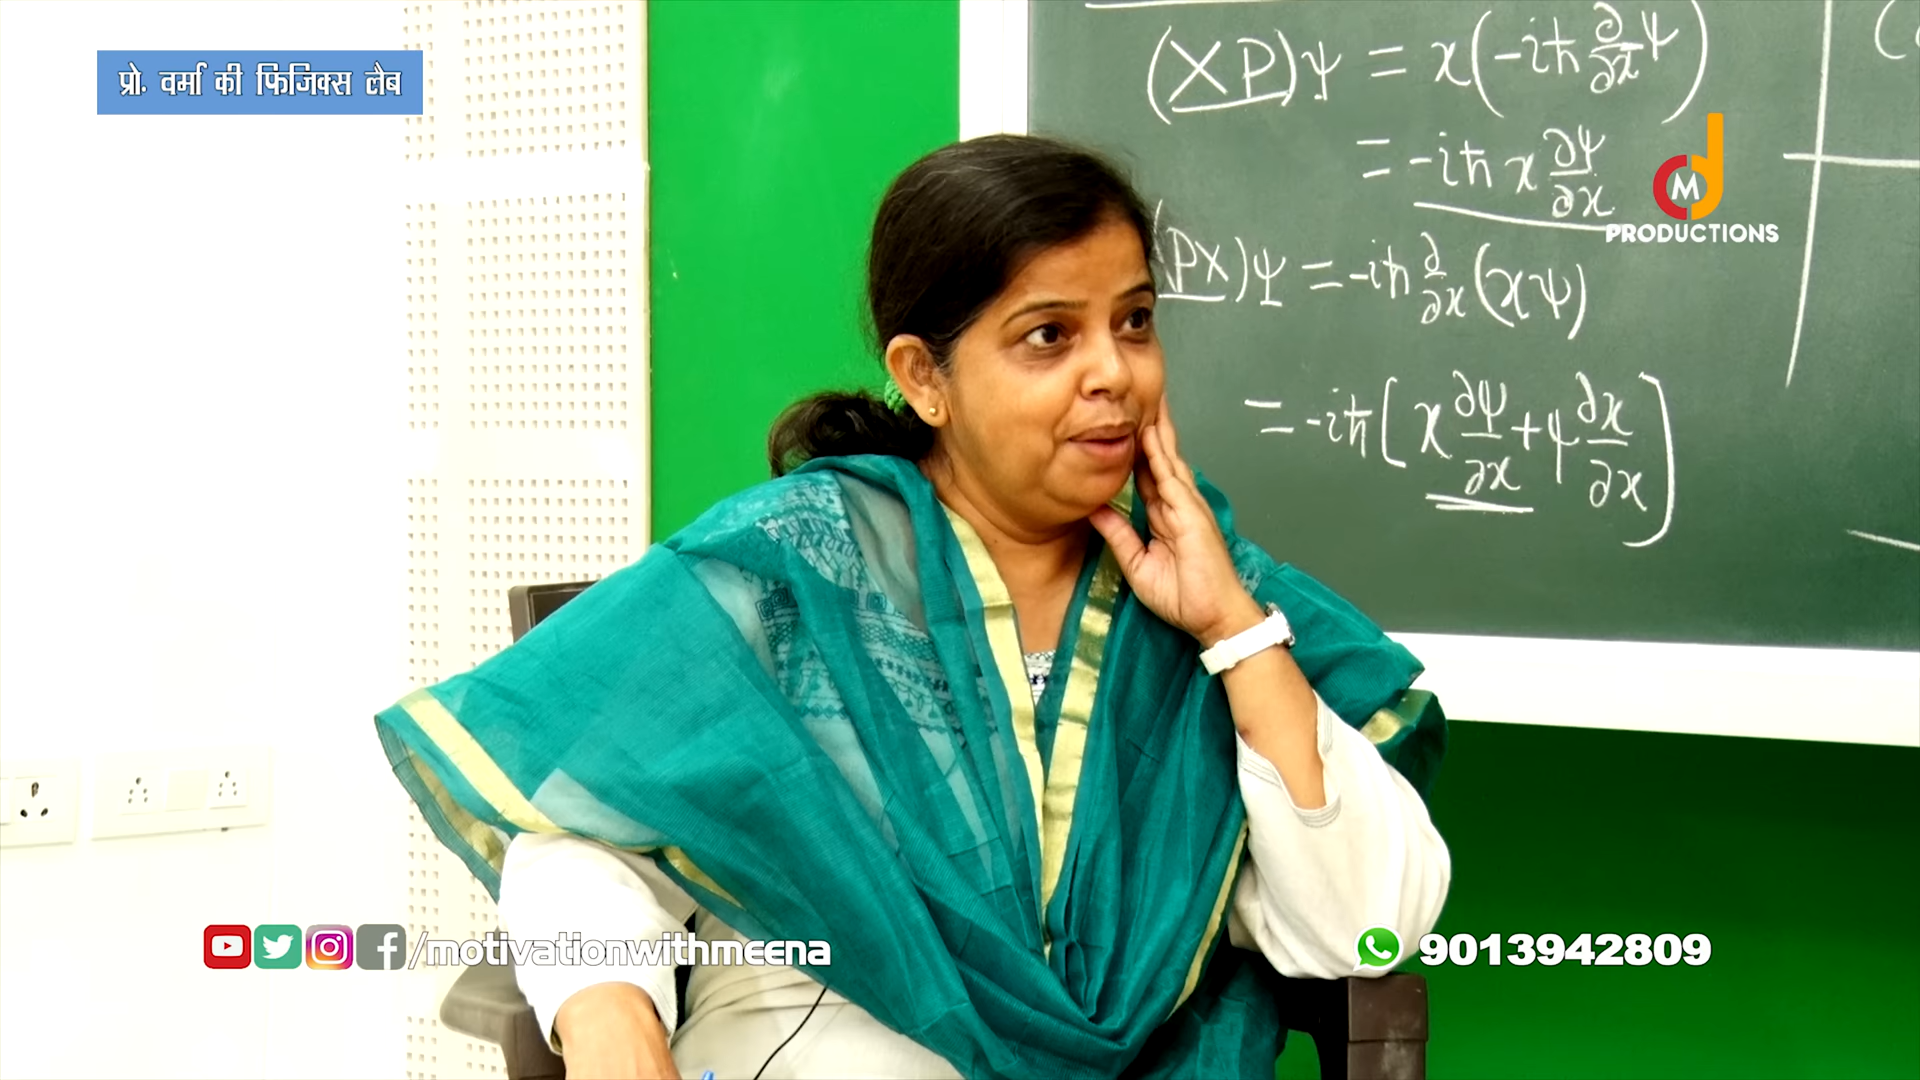 प्रो. वर्मा की फिजिक्स लैब
(XP)ψ = x(-iħ ∂/∂x ψ)
= -iħ x ∂ψ/∂x
M
PRODUCTIONS
(PX)ψ = -iħ ∂/∂x (xψ)
= -iħ [x ∂ψ/∂x + ψ ∂x/∂x]
/motivationwithmeena
9013942809